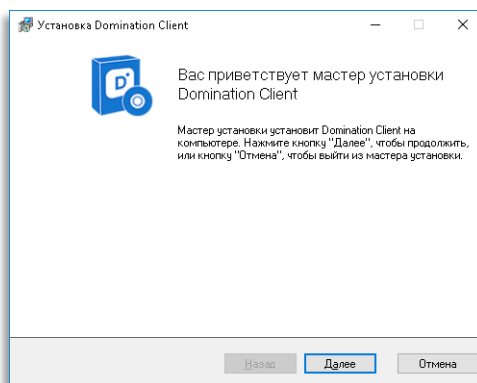 Установка Domination Client
D
Вас приветствует мастер установки
Domination Client
Мастер установки установит Domination Client на
компьютере. Нажмите кнопку "Далее", чтобы продолжить,
или кнопку "Отмена", чтобы выйти из мастера установки.
Назад Далее Отмена